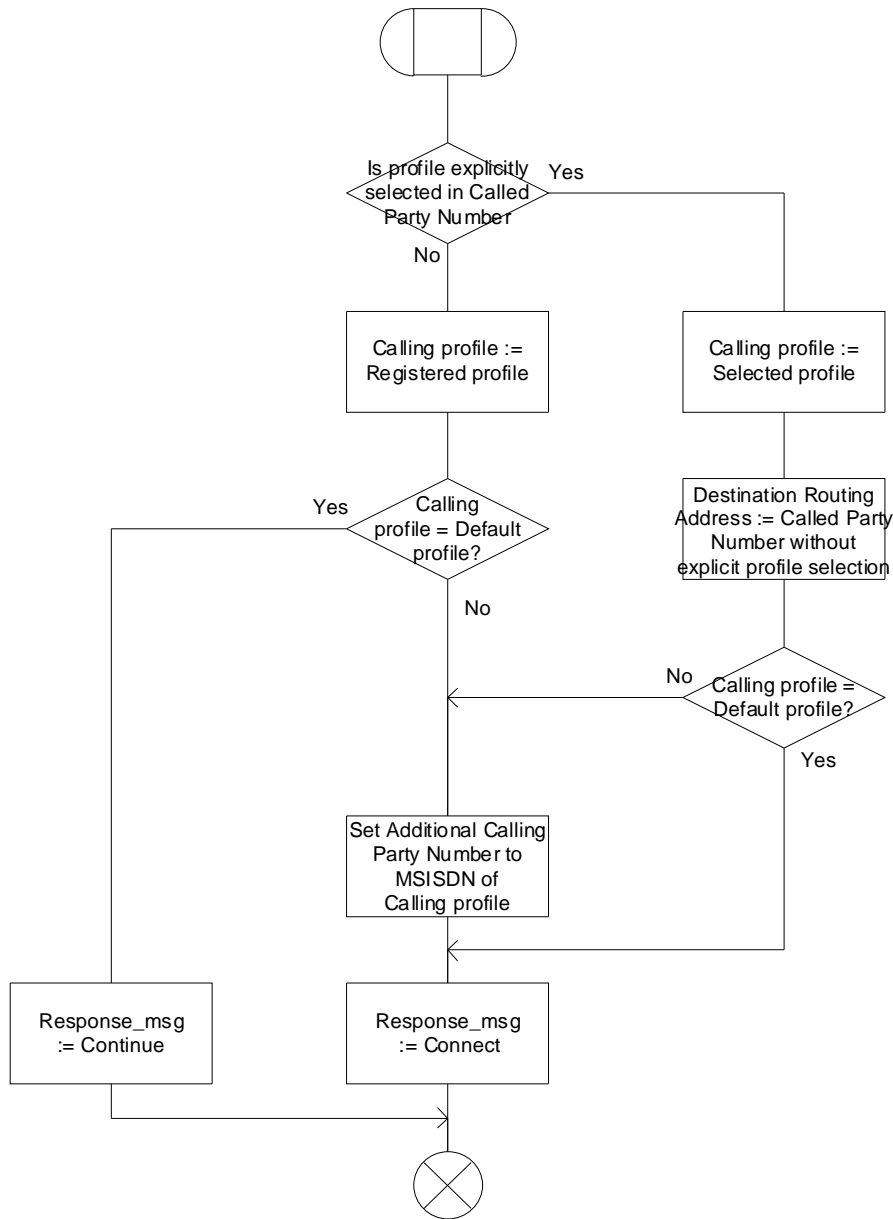 Is profile explicitly
selected in Called
Party Number
Yes
No
Calling profile :=
Registered profile
Calling profile :=
Selected profile
Yes
Calling
profile = Default
profile?
No
Destination Routing
Address := Called Party
Number without
explicit profile selection
No
Calling profile =
Default profile?
Yes
Set Additional Calling
Party Number to
MSISDN of
Calling profile
Response_msg
:= Continue
Response_msg
:= Connect